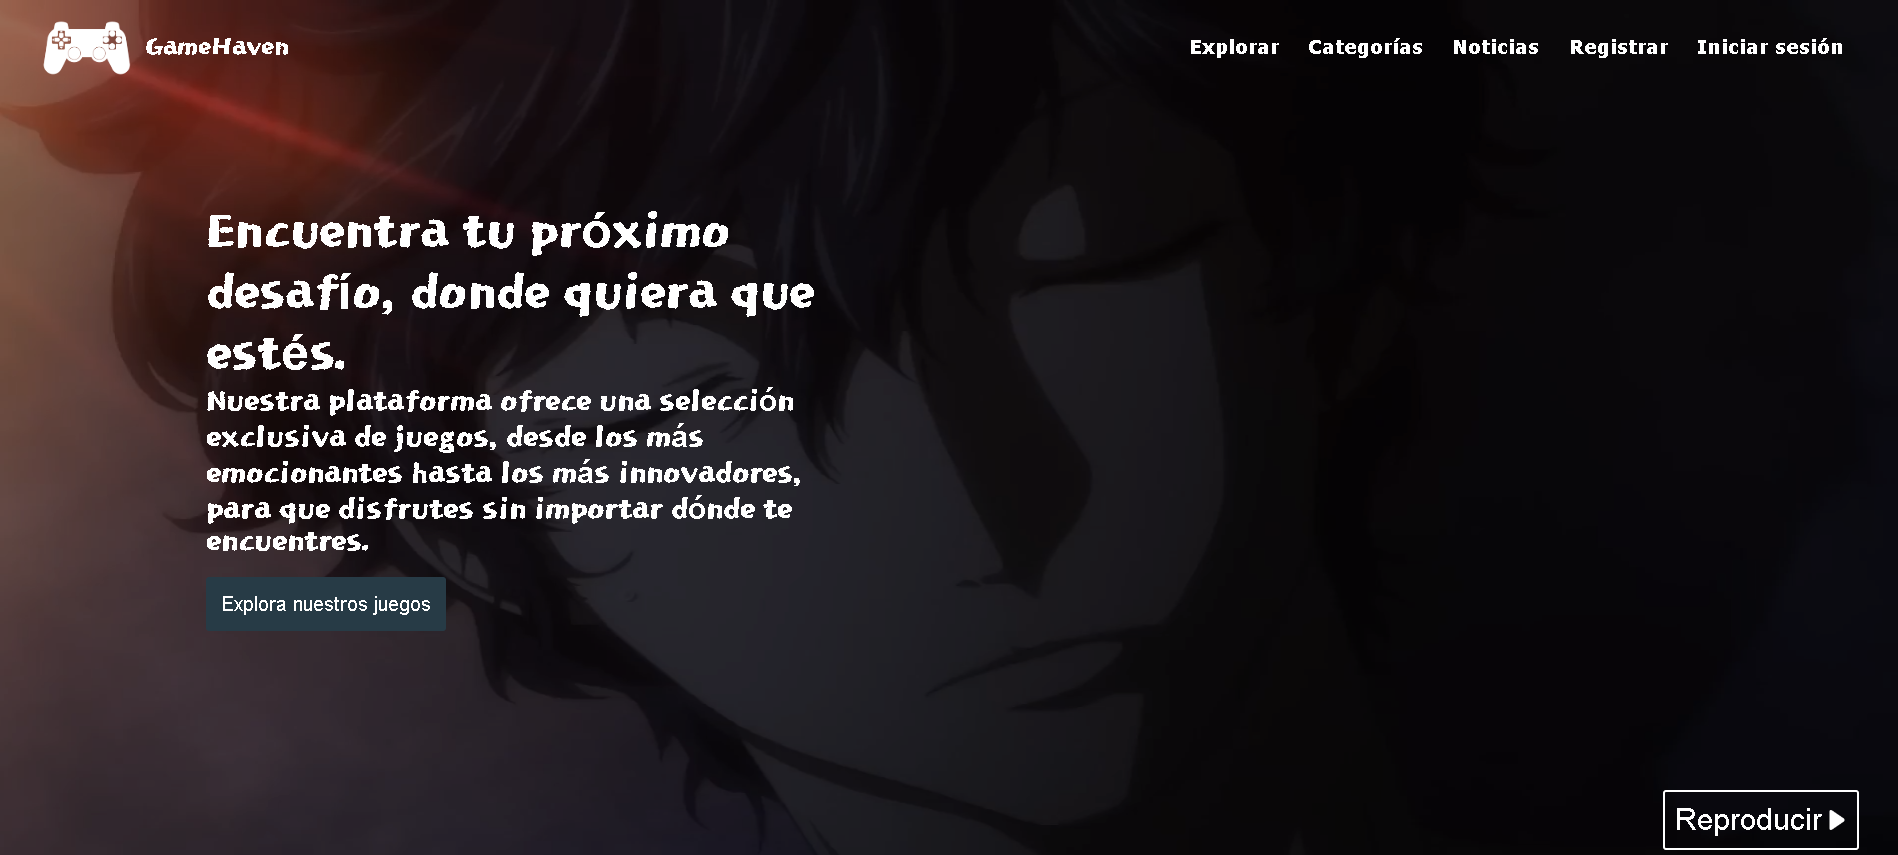 GameHaven
Explorar Categorías Noticias Registrar Iniciar sesión
Encuentra tu próximo
desafío, donde quiera que
estés.
Nuestra plataforma ofrece una selección
exclusiva de juegos, desde los más
emocionantes hasta los más innovadores,
para que disfrutes sin importar dónde te
encuentres.
Explora nuestros juegos
Reproducir